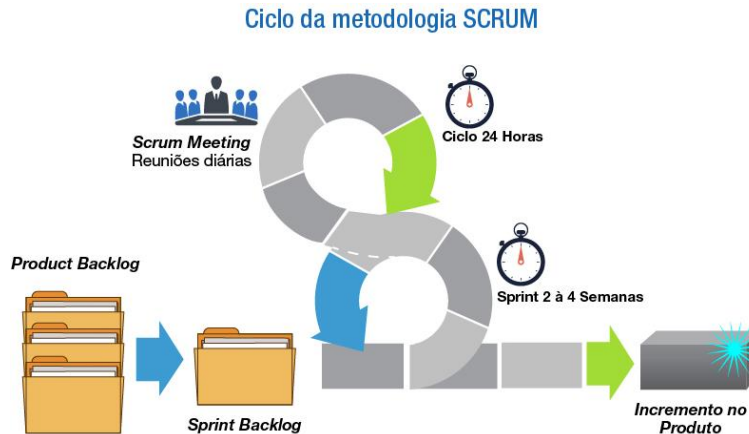 Ciclo da metodologia SCRUM
Scrum Meeting
Reuniões diárias
Ciclo 24 Horas
Product Backlog
Sprint 2 à 4 Semanas
Sprint Backlog
Incremento no
Produto